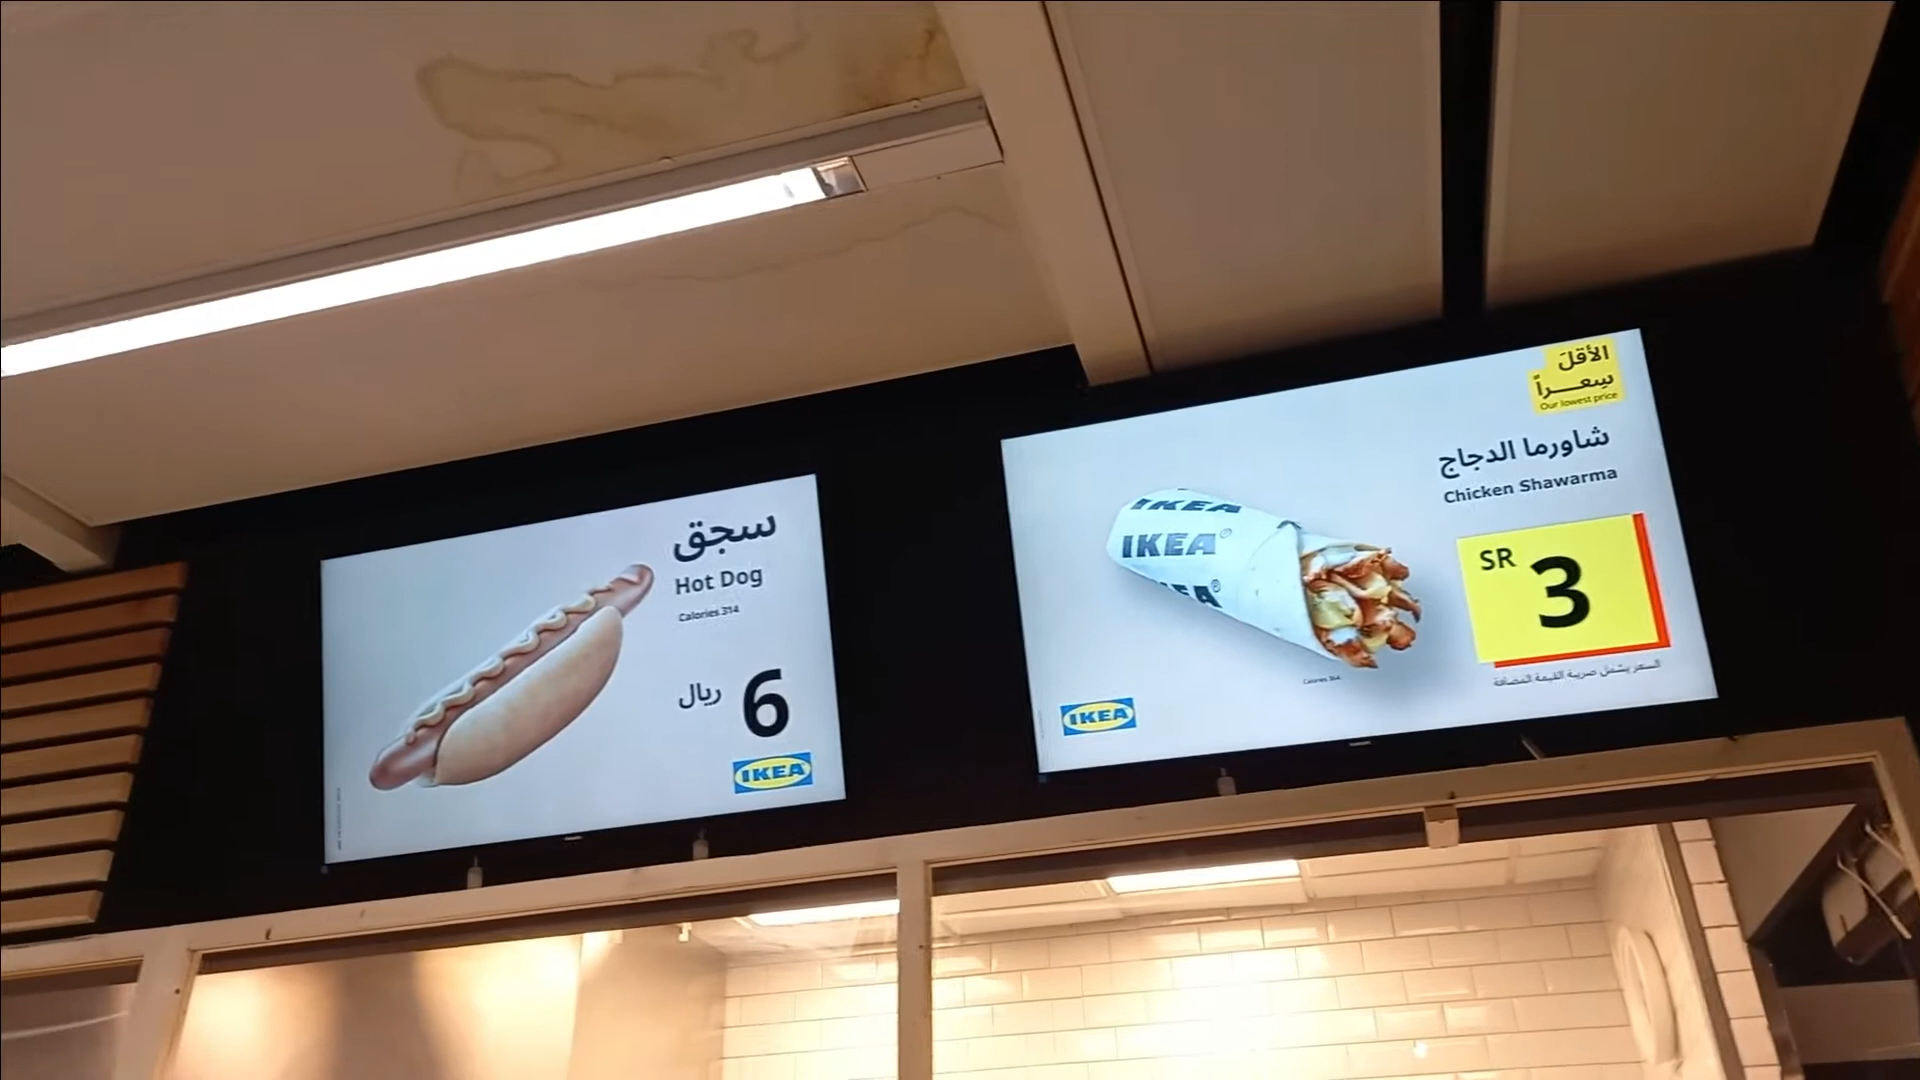 سجق
Hot Dog
Calories 314
6 ريال
IKEA
الأقل
سعراً
Our lowest price
شاورما الدجاج
Chicken Shawarma
SR 3
السعر يشمل ضريبة القيمة المضافة
IKEA
IKEA
IKEA
IKEA